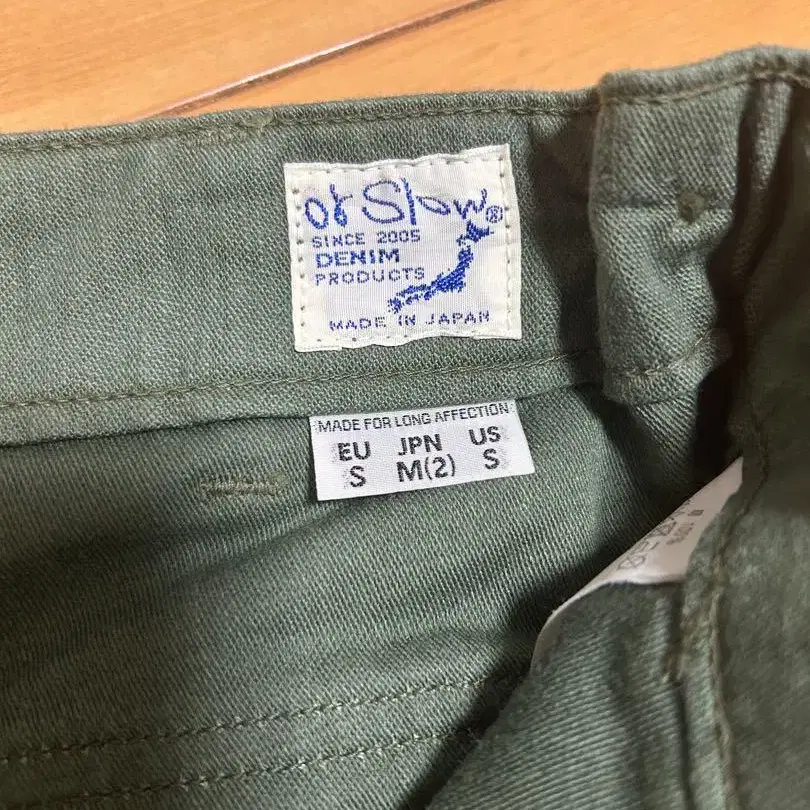 or Slow®
SINCE 2005
DENIM
PRODUCTS
MADE IN JAPAN
MADE FOR LONG AFFECTION
EU JPN US
S M(2) S